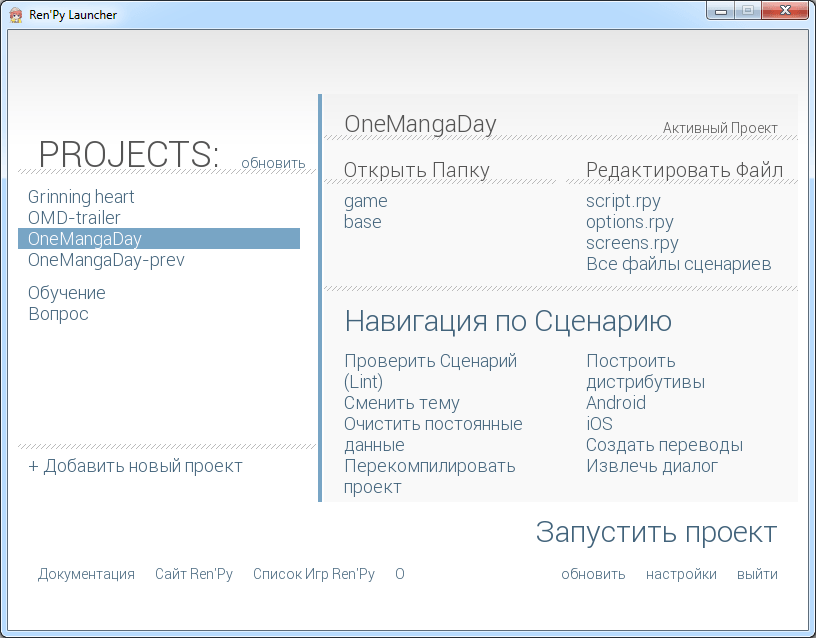 Ren'Py Launcher
PROJECTS:
обновить
Grinning heart
OMD-trailer
OneMangaDay
OneMangaDay-prev
Обучение
Вопрос
+ Добавить новый проект
OneMangaDay
Активный Проект
Открыть Папку
game
base
Редактировать Файл
script.rpy
options.rpy
screens.rpy
Все файлы сценариев
Навигация по Сценарию
Проверить Сценарий
(Lint)
Сменить тему
Очистить постоянные
данные
Перекомпилировать
проект
Построить
дистрибутивы
Android
iOS
Создать переводы
Извлечь диалог
Запустить проект
Документация Сайт Ren'Py Список Игр Ren'Py О
обновить настройки выйти